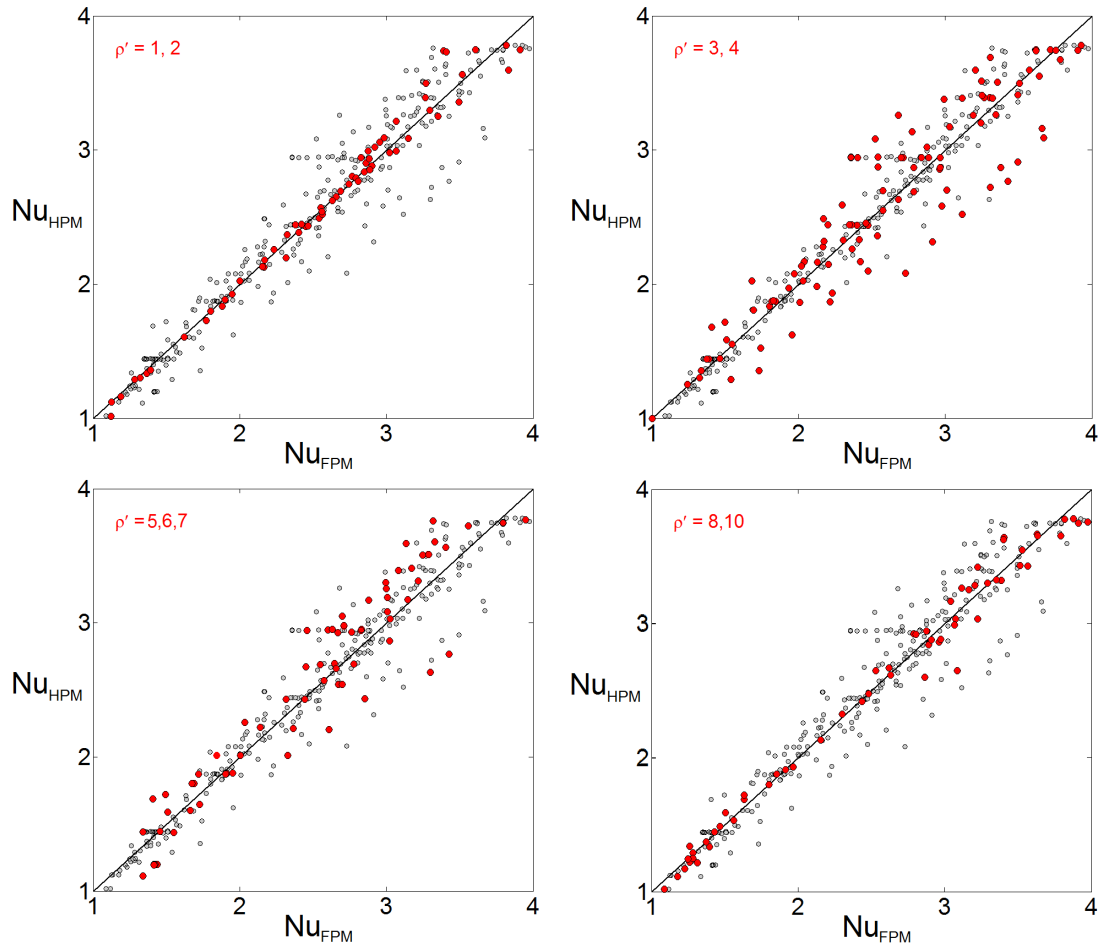 4
ρ′ = 1, 2
3
Nu_HPM
2
1
1 2 3 4
Nu_FPM
4
ρ′ = 3, 4
3
Nu_HPM
2
1
1 2 3 4
Nu_FPM
4
ρ′ = 5,6,7
3
Nu_HPM
2
1
1 2 3 4
Nu_FPM
4
ρ′ = 8,10
3
Nu_HPM
2
1
1 2 3 4
Nu_FPM